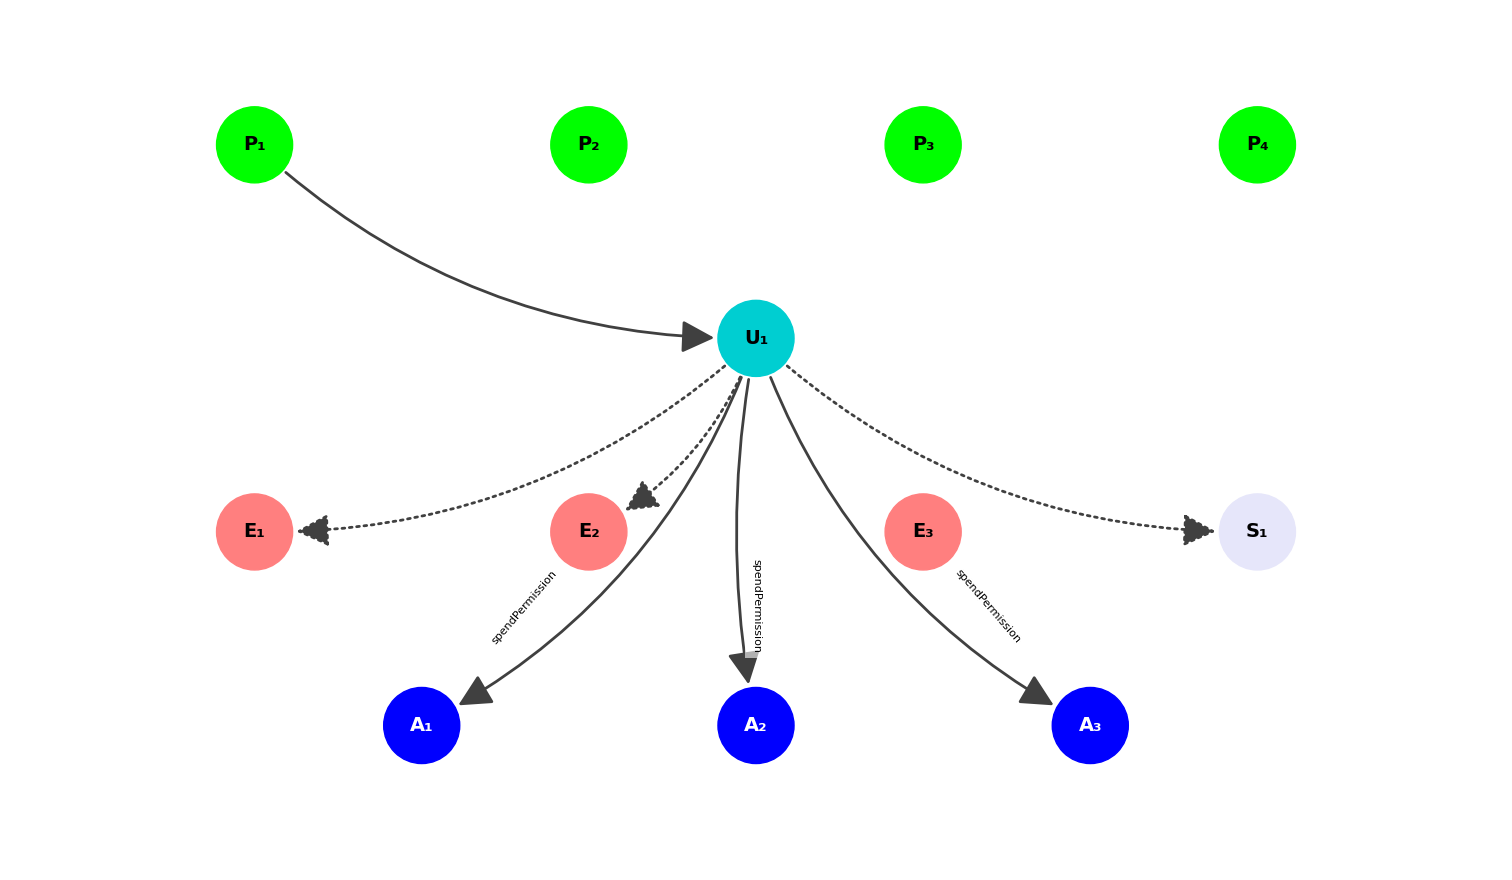 P₁
P₂
P₃
P₄
U₁
E₁
E₂
E₃
S₁
spendPermission
spendPermission
spendPermission
A₁
A₂
A₃